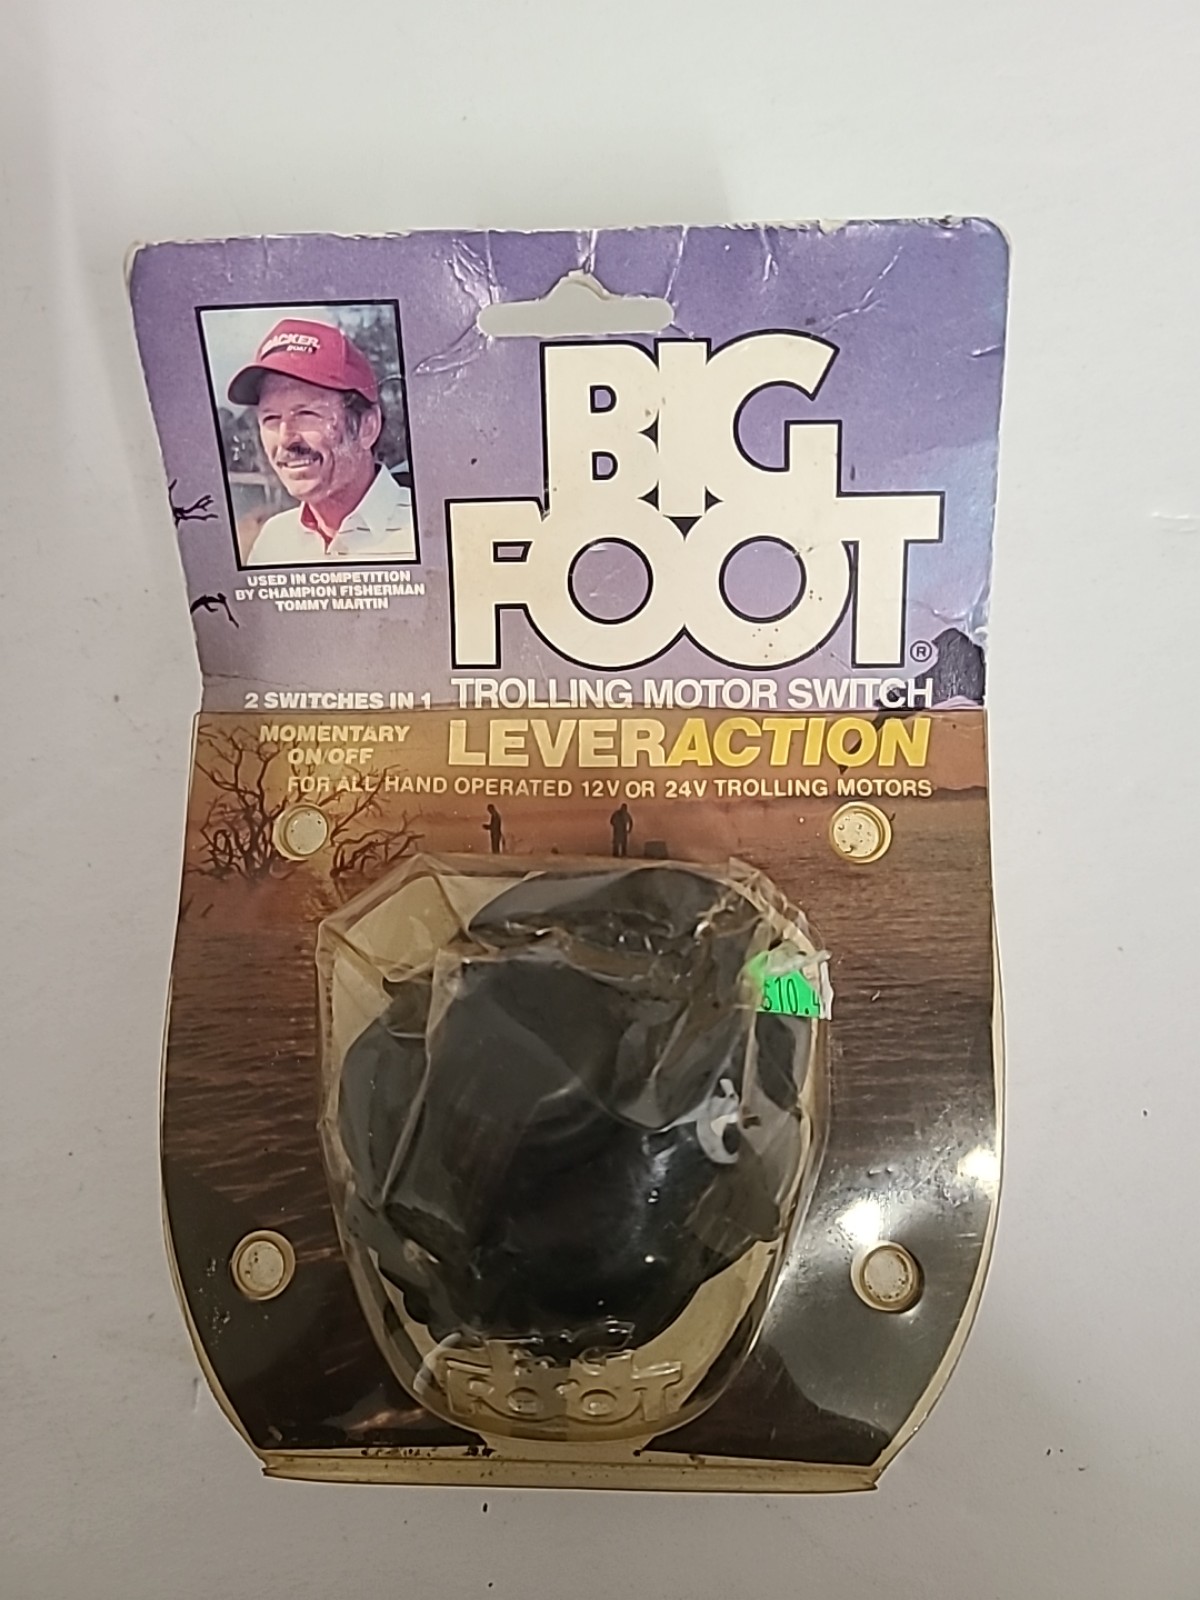 BOATS
USED IN COMPETITION
BY CHAMPION FISHERMAN
TOMMY MARTIN
BIG
FOOT®
2 SWITCHES IN 1
TROLLING MOTOR SWITCH
MOMENTARY
ON/OFF
LEVERACTION
FOR ALL HAND OPERATED 12V OR 24V TROLLING MOTORS
FOOT